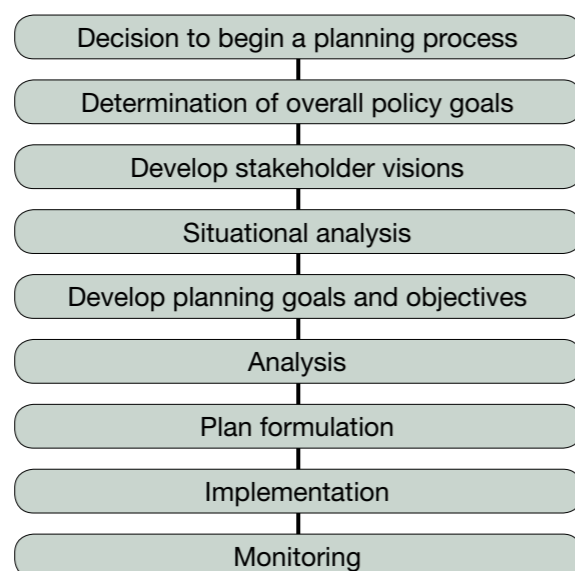 Decision to begin a planning process
Determination of overall policy goals
Develop stakeholder visions
Situational analysis
Develop planning goals and objectives
Analysis
Plan formulation
Implementation
Monitoring